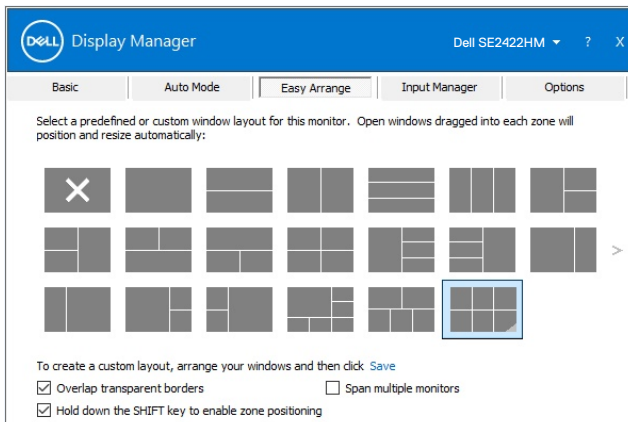 DELL Display Manager Dell SE2422HM ? X
Basic Auto Mode Easy Arrange Input Manager Options
Select a predefined or custom window layout for this monitor. Open windows dragged into each zone will
position and resize automatically:
>
To create a custom layout, arrange your windows and then click Save
Overlap transparent borders Span multiple monitors
Hold down the SHIFT key to enable zone positioning